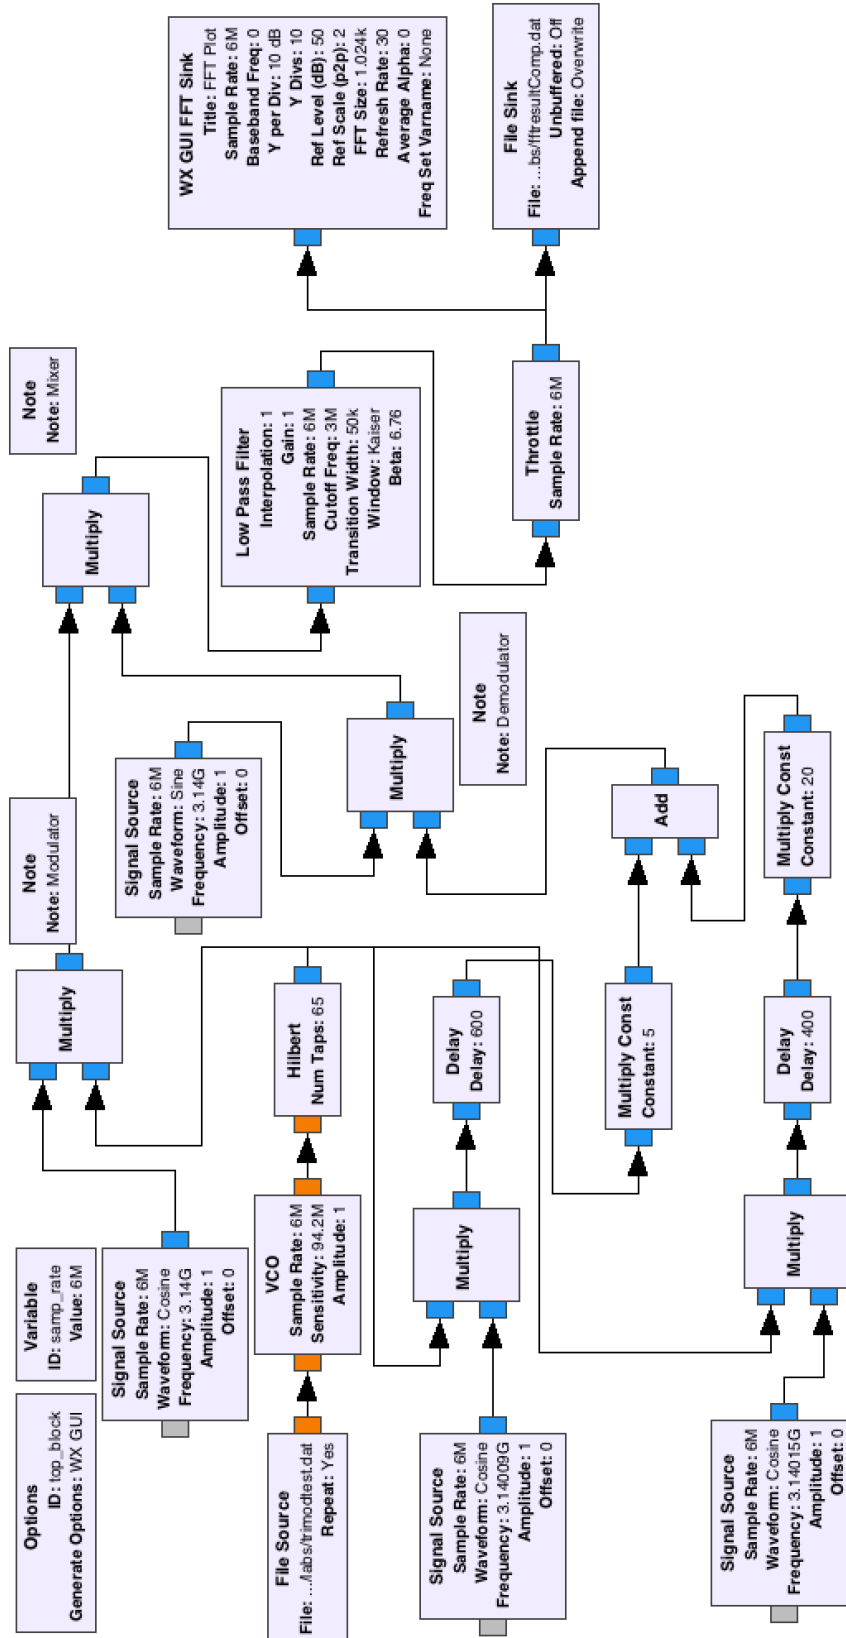 Options
ID: top_block
Generate Options: WX GUI
Variable
ID: samp_rate
Value: 6M
Signal Source
Sample Rate: 6M
Waveform: Cosine
Frequency: 3.14G
Amplitude: 1
Offset: 0
Multiply
Note
Note: Modulator
Multiply
Note
Note: Mixer
File Source
File: .../labs/trimodtest.dat
Repeat: Yes
VCO
Sample Rate: 6M
Sensitivity: 94.2M
Amplitude: 1
Hilbert
Num Taps: 65
Signal Source
Sample Rate: 6M
Waveform: Sine
Frequency: 3.14G
Amplitude: 1
Offset: 0
Multiply
Low Pass Filter
Interpolation: 1
Gain: 1
Sample Rate: 6M
Cutoff Freq: 3M
Transition Width: 50k
Window: Kaiser
Beta: 6.76
WX GUI FFT Sink
Title: FFT Plot
Sample Rate: 6M
Baseband Freq: 0
Y per Div: 10 dB
Y Divs: 10
Ref Level (dB): 50
Ref Scale (p2p): 2
FFT Size: 1.024k
Refresh Rate: 30
Average Alpha: 0
Freq Set Varname: None
Signal Source
Sample Rate: 6M
Waveform: Cosine
Frequency: 3.14009G
Amplitude: 1
Offset: 0
Multiply
Delay
Delay: 600
Note
Note: Demodulator
Throttle
Sample Rate: 6M
File Sink
File: ...bs/fftresultComp.dat
Unbuffered: Off
Append file: Overwrite
Multiply Const
Constant: 5
Add
Signal Source
Sample Rate: 6M
Waveform: Cosine
Frequency: 3.14015G
Amplitude: 1
Offset: 0
Multiply
Delay
Delay: 400
Multiply Const
Constant: 20